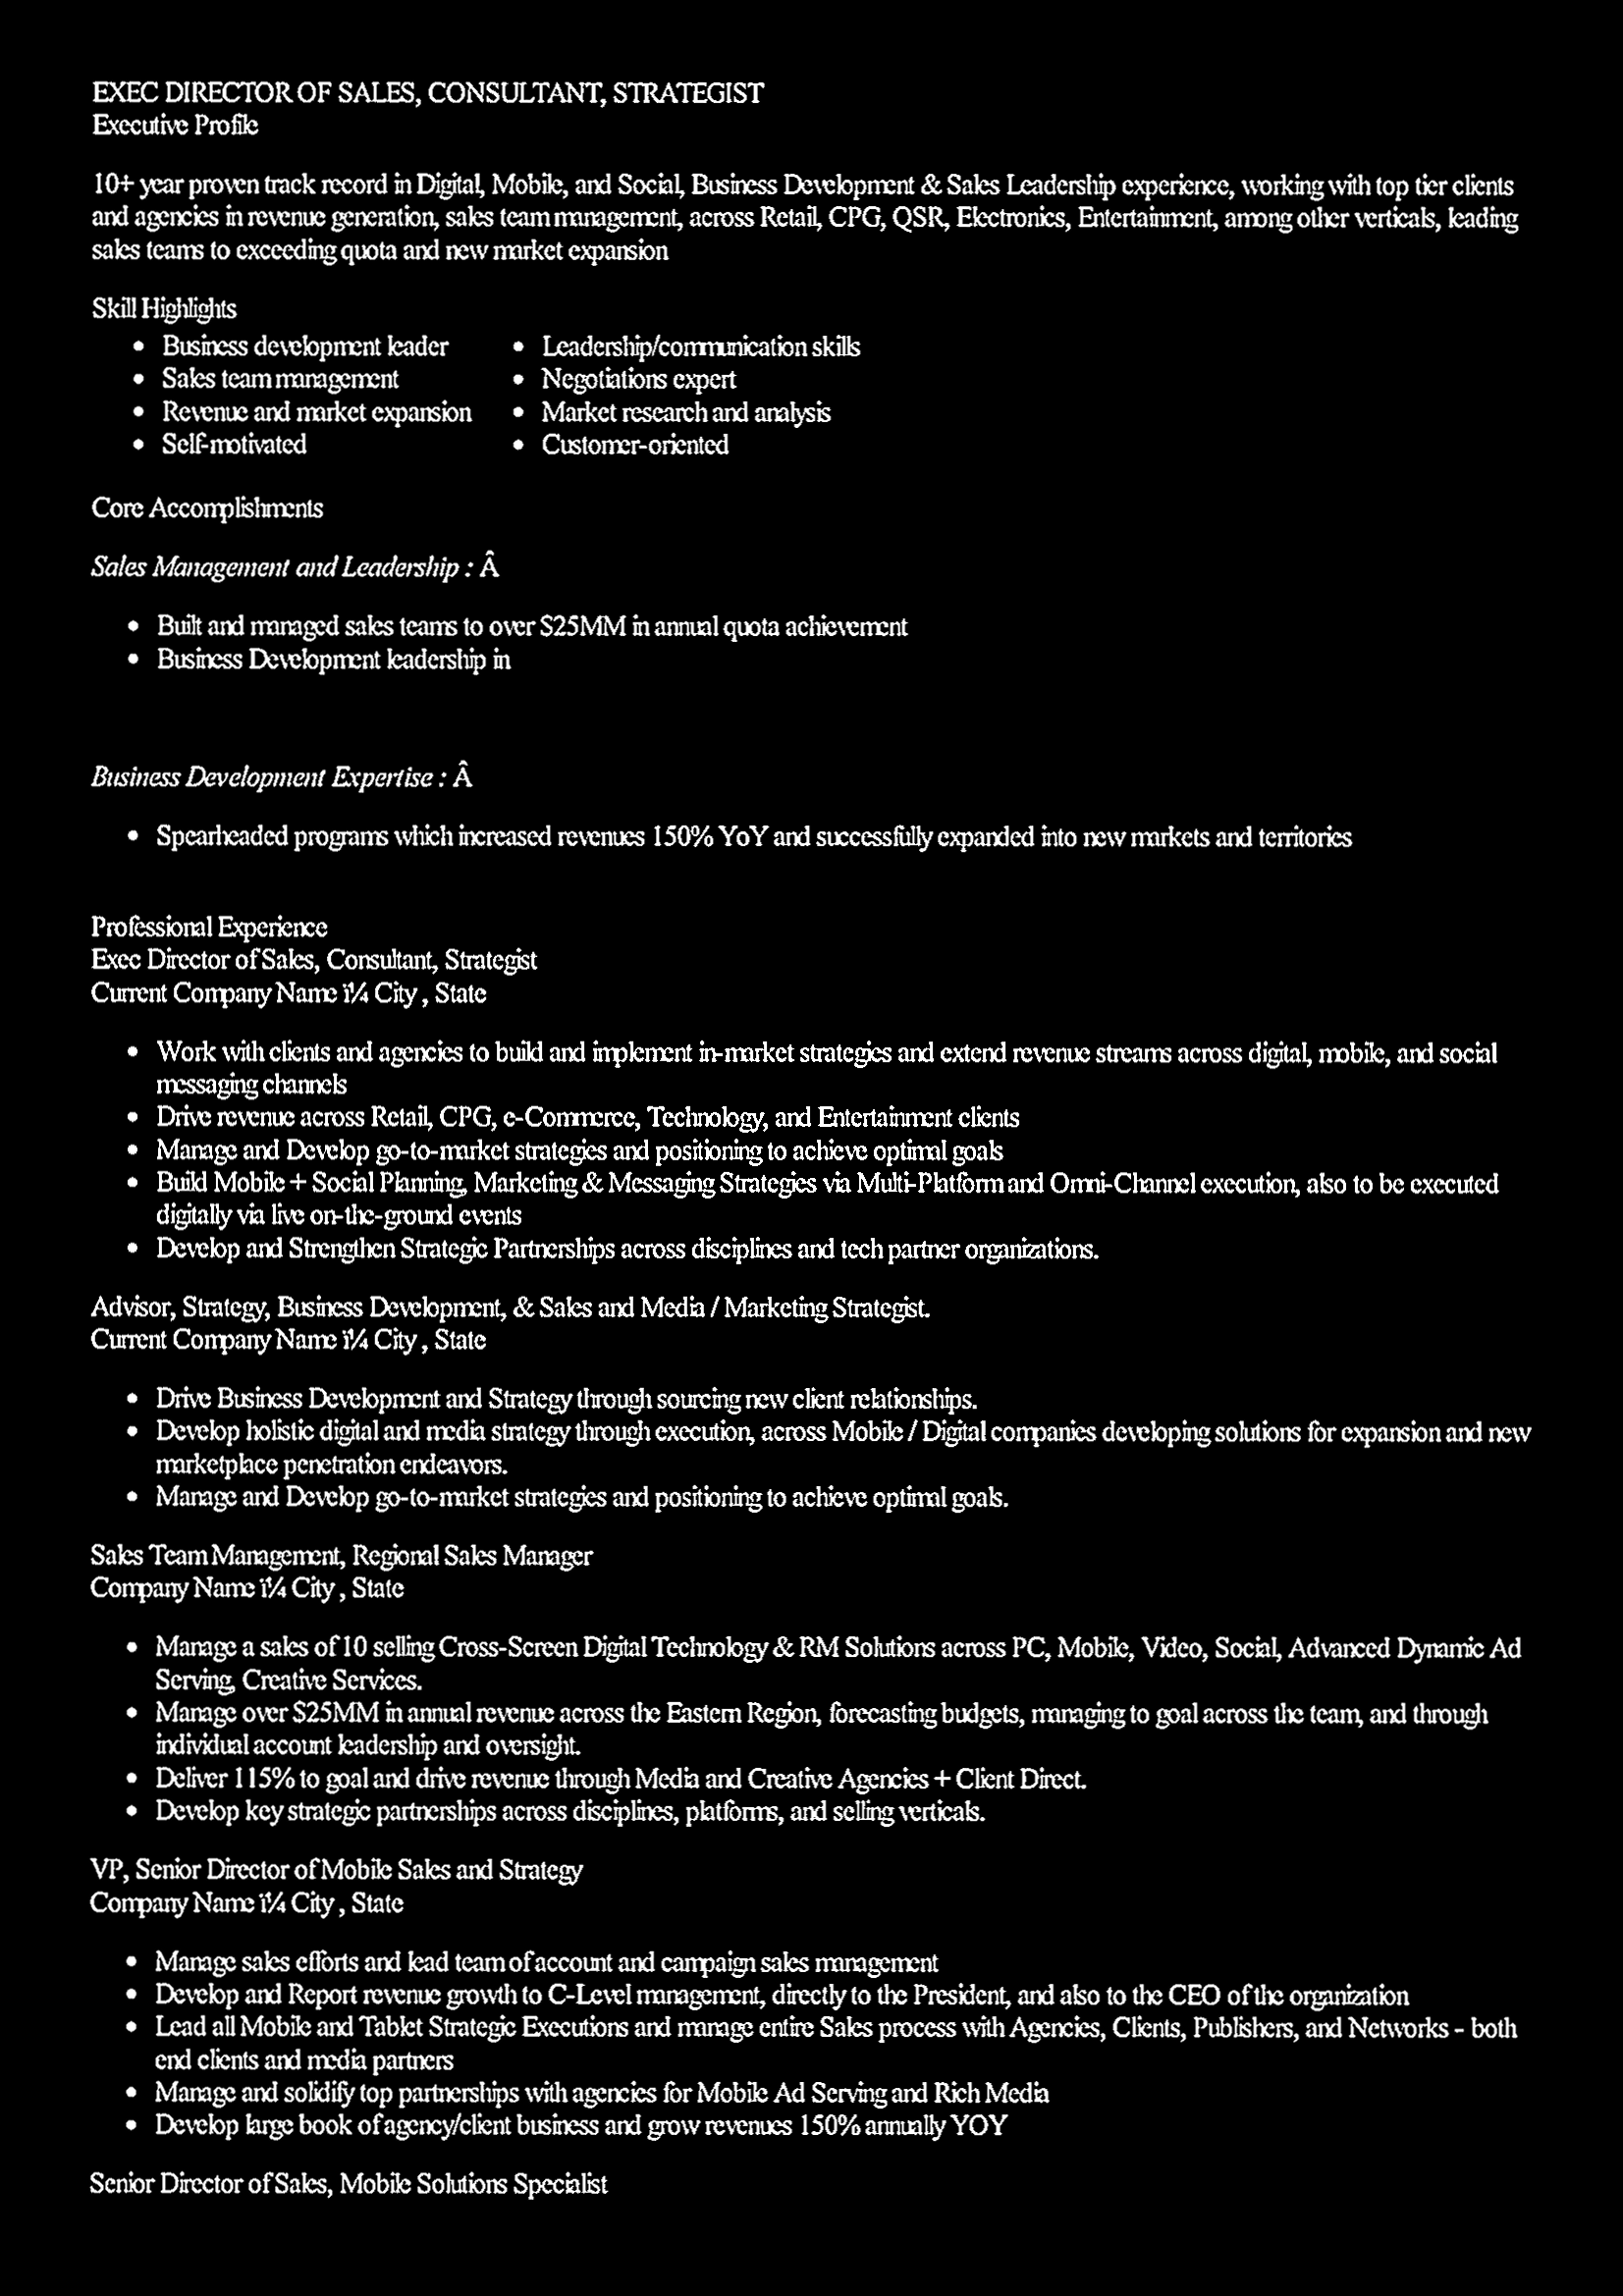 EXEC DIRECTOR OF SALES, CONSULTANT, STRATEGIST
Executive Profile
10+ year proven track record in Digital, Mobile, and Social, Business Development & Sales Leadership experience, working with top tier clients
and agencies in revenue generation, sales team management, across Retail, CPG, QSR, Electronics, Entertainment, among other verticals, leading
sales teams to exceeding quota and new market expansion
Skill Highlights
• Business development leader
• Sales team management
• Revenue and market expansion
• Self-motivated
• Leadership/communication skills
• Negotiations expert
• Market research and analysis
• Customer-oriented
Core Accomplishments
Sales Management and Leadership : Â
• Built and managed sales teams to over $25MM in annual quota achievement
• Business Development leadership in
Business Development Expertise : Â
• Spearheaded programs which increased revenues 150% YoY and successfully expanded into new markets and territories
Professional Experience
Exec Director of Sales, Consultant, Strategist
Current Company Name ï¼ City , State
• Work with clients and agencies to build and implement in-market strategies and extend revenue streams across digital, mobile, and social
messaging channels
• Drive revenue across Retail, CPG, e-Commerce, Technology, and Entertainment clients
• Manage and Develop go-to-market strategies and positioning to achieve optimal goals
• Build Mobile + Social Planning, Marketing & Messaging Strategies via Multi-Platform and Omni-Channel execution, also to be executed
digitally via live on-the-ground events
• Develop and Strengthen Strategic Partnerships across disciplines and tech partner organizations.
Advisor, Strategy, Business Development, & Sales and Media / Marketing Strategist.
Current Company Name ï¼ City , State
• Drive Business Development and Strategy through sourcing new client relationships.
• Develop holistic digital and media strategy through execution, across Mobile / Digital companies developing solutions for expansion and new
marketplace penetration endeavors.
• Manage and Develop go-to-market strategies and positioning to achieve optimal goals.
Sales Team Management, Regional Sales Manager
Company Name ï¼ City , State
• Manage a sales of 10 selling Cross-Screen Digital Technology & RM Solutions across PC, Mobile, Video, Social, Advanced Dynamic Ad
Serving, Creative Services.
• Manage over $25MM in annual revenue across the Eastern Region, forecasting budgets, managing to goal across the team, and through
individual account leadership and oversight.
• Deliver 115% to goal and drive revenue through Media and Creative Agencies + Client Direct.
• Develop key strategic partnerships across disciplines, platforms, and selling verticals.
VP, Senior Director of Mobile Sales and Strategy
Company Name ï¼ City , State
• Manage sales efforts and lead team of account and campaign sales management
• Develop and Report revenue growth to C-Level management, directly to the President, and also to the CEO of the organization
• Lead all Mobile and Tablet Strategic Executions and manage entire Sales process with Agencies, Clients, Publishers, and Networks - both
end clients and media partners
• Manage and solidify top partnerships with agencies for Mobile Ad Serving and Rich Media
• Develop large book of agency/client business and grow revenues 150% annually YOY
Senior Director of Sales, Mobile Solutions Specialist